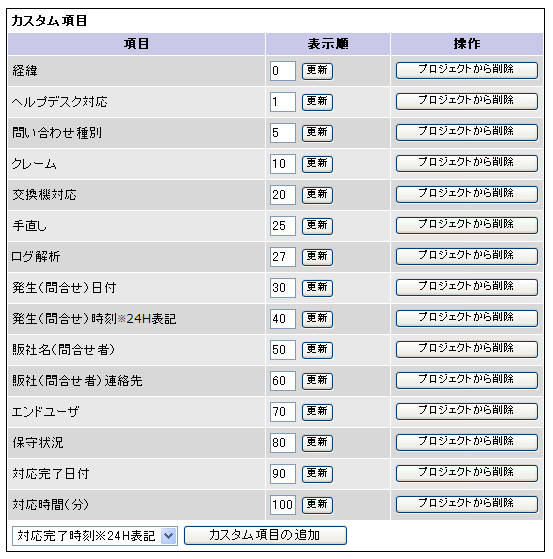 カスタム項目
項目 表示順 操作
経緯 0 更新 プロジェクトから削除
ヘルプデスク対応 1 更新 プロジェクトから削除
問い合わせ種別 5 更新 プロジェクトから削除
クレーム 10 更新 プロジェクトから削除
交換機対応 20 更新 プロジェクトから削除
手直し 25 更新 プロジェクトから削除
ログ解析 27 更新 プロジェクトから削除
発生(問合せ)日付 30 更新 プロジェクトから削除
発生(問合せ)時刻※24H表記 40 更新 プロジェクトから削除
販社名(問合せ者) 50 更新 プロジェクトから削除
販社(問合せ者)連絡先 60 更新 プロジェクトから削除
エンドユーザ 70 更新 プロジェクトから削除
保守状況 80 更新 プロジェクトから削除
対応完了日付 90 更新 プロジェクトから削除
対応時間(分) 100 更新 プロジェクトから削除
対応完了時刻※24H表記 カスタム項目の追加